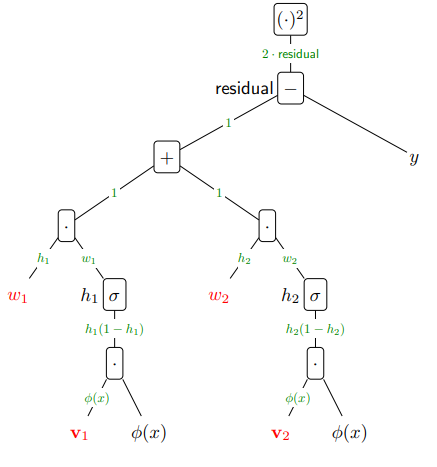 (·)²
2 · residual
residual −
1
+
y
1 1
· ·
h₁ w₁ h₂ w₂
w₁ h₁ σ w₂ h₂ σ
h₁(1 − h₁) h₂(1 − h₂)
· ·
ϕ(x) ϕ(x)
v₁ ϕ(x) v₂ ϕ(x)